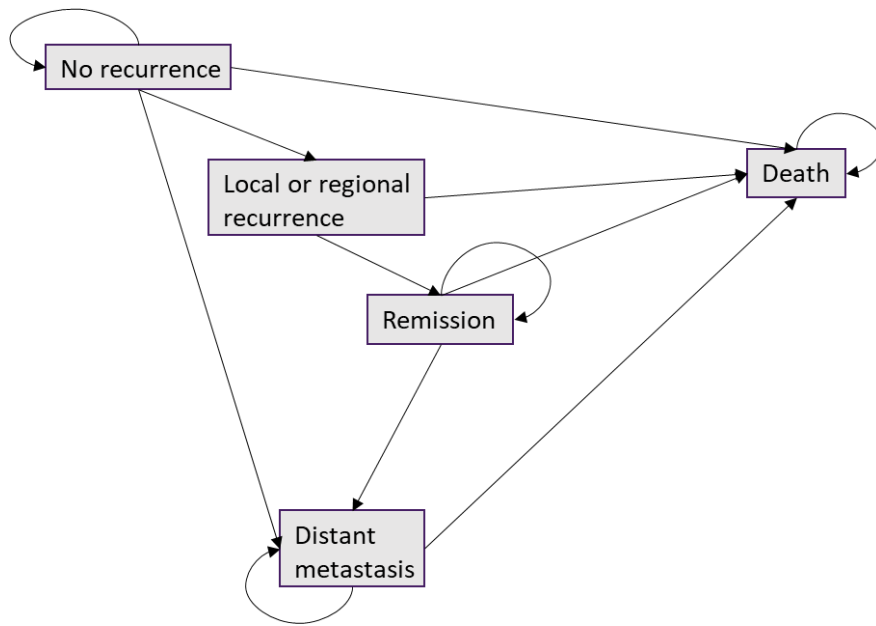 No recurrence
Local or regional
recurrence
Death
Remission
Distant
metastasis